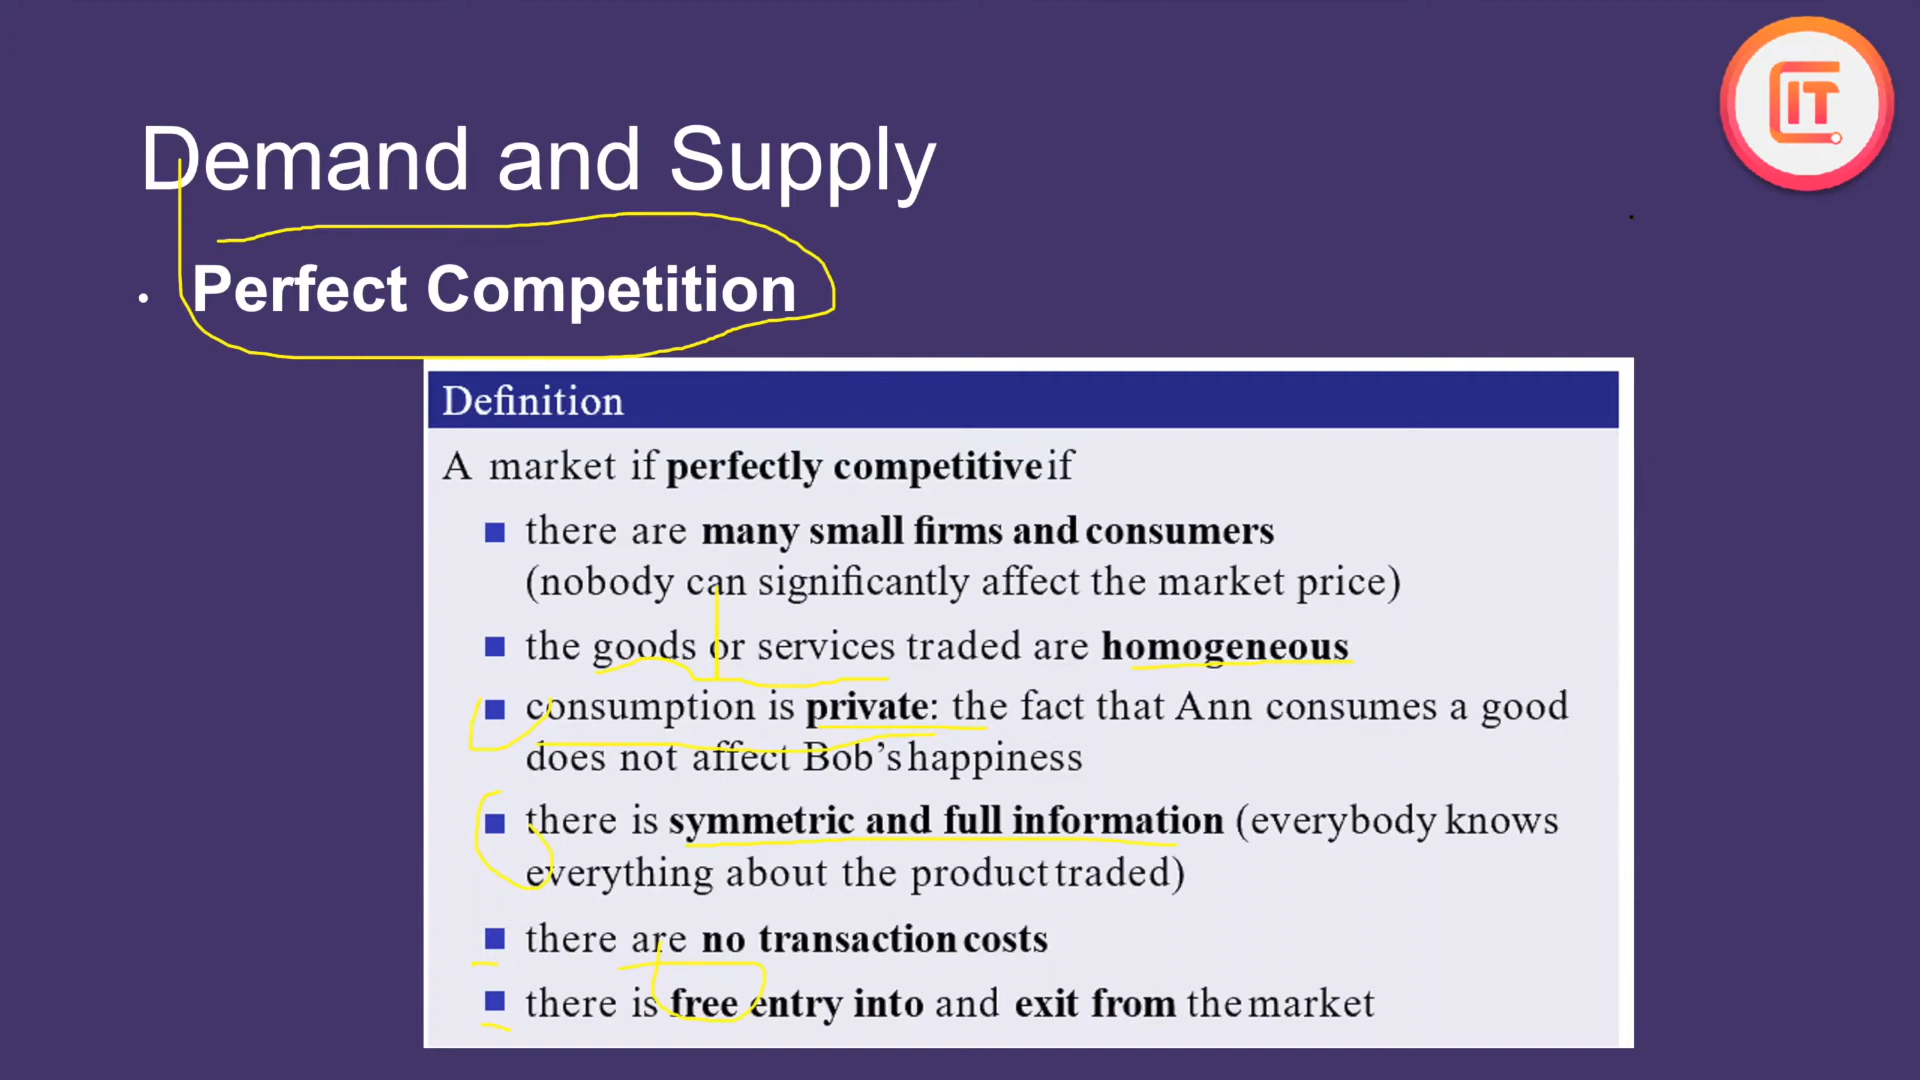 IT
Demand and Supply
• Perfect Competition
Definition
A market if perfectly competitive if
■ there are many small firms and consumers
(nobody can significantly affect the market price)
■ the goods or services traded are homogeneous
■ consumption is private: the fact that Ann consumes a good
does not affect Bob's happiness
■ there is symmetric and full information (everybody knows
everything about the product traded)
■ there are no transaction costs
■ there is free entry into and exit from the market